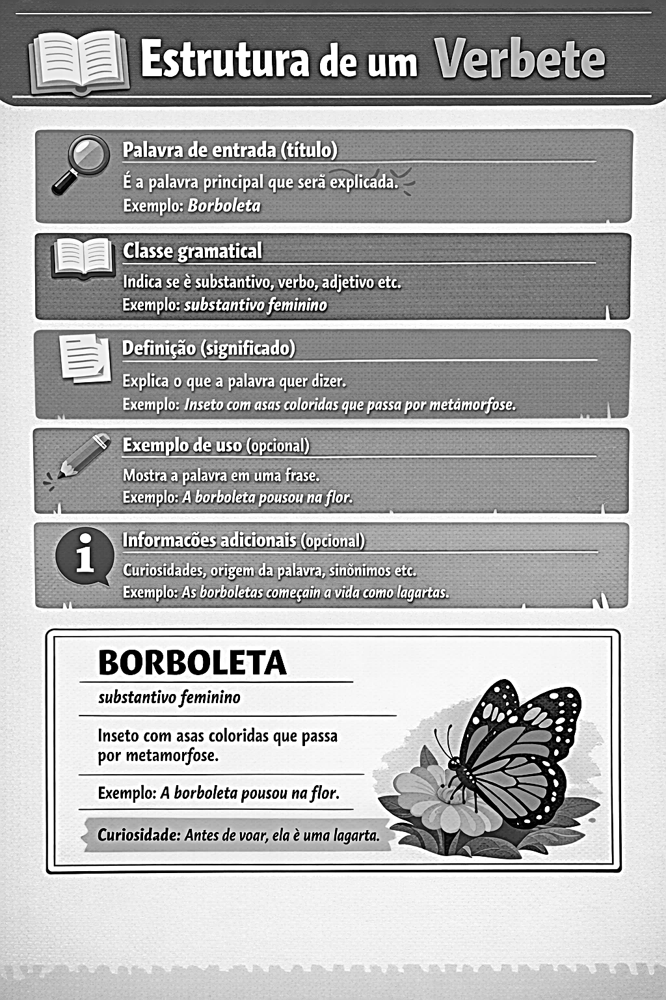 Estrutura de um Verbete
Palavra de entrada (título)
É a palavra principal que serã explicada.
Exemplo: Borboleta
Classe gramatical
Indica se è substantivo, verbo, adjetivo etc.
Exemplo: substantivo feminino
Definição (significado)
Explica o que a palavra quer dizer.
Exemplo: Inseto com asas coloridas que passa por metamorfose.
Exemplo de uso (opcional)
Mostra a palavra em uma frase.
Exemplo: A borboleta pousou na flor.
Informacões adicionais (opcional)
Curiosidades, origem da palavra, sinõnimos etc.
Exemplo: As borboletas começain a vida como lagartas.
BORBOLETA
substantivo feminino
Inseto com asas coloridas que passa
por metamorfose.
Exemplo: A borboleta pousou na flor.
Curiosidade: Antes de voar, ela è uma lagarta.